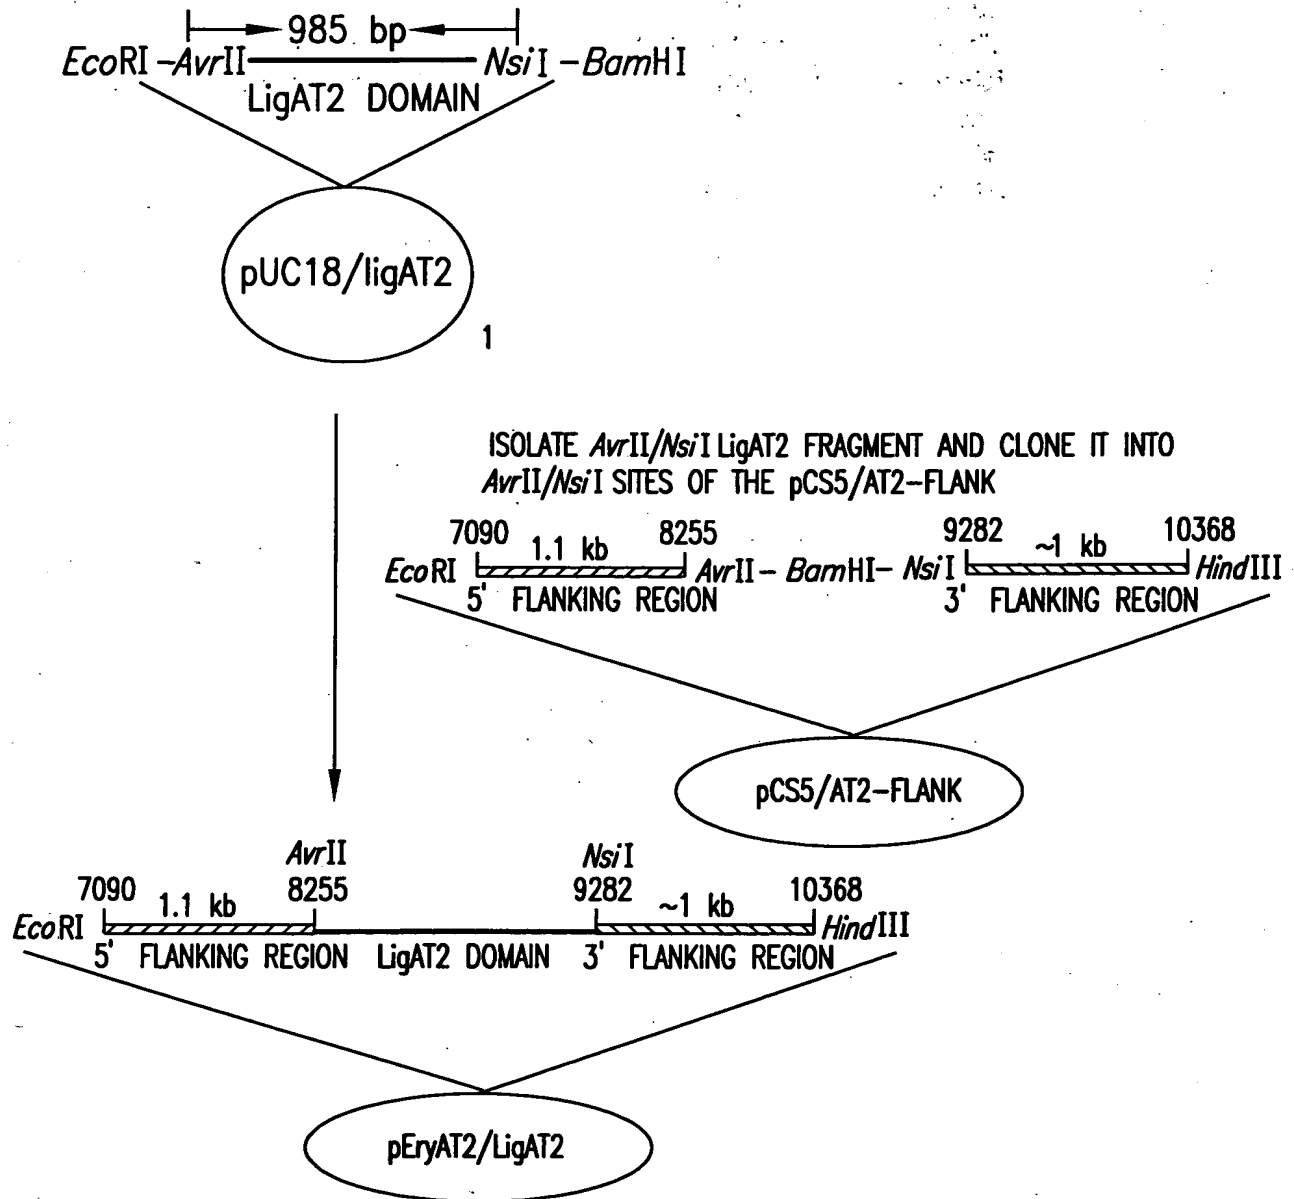 985 bp
EcoRI -AvrII NsiI -BamHI
LigAT2 DOMAIN
pUC18/ligAT2
1
ISOLATE AvrII/NsiI LigAT2 FRAGMENT AND CLONE IT INTO
AvrII/NsiI SITES OF THE pCS5/AT2-FLANK
7090 1.1 kb 8255 9282 ~1 kb 10368
EcoRI AvrII- BamHI- NsiI HindIII
5' FLANKING REGION 3' FLANKING REGION
pCS5/AT2-FLANK
AvrII NsiI
7090 1.1 kb 8255 9282 ~1 kb 10368
EcoRI HindIII
5' FLANKING REGION LigAT2 DOMAIN 3' FLANKING REGION
pEryAT2/LigAT2